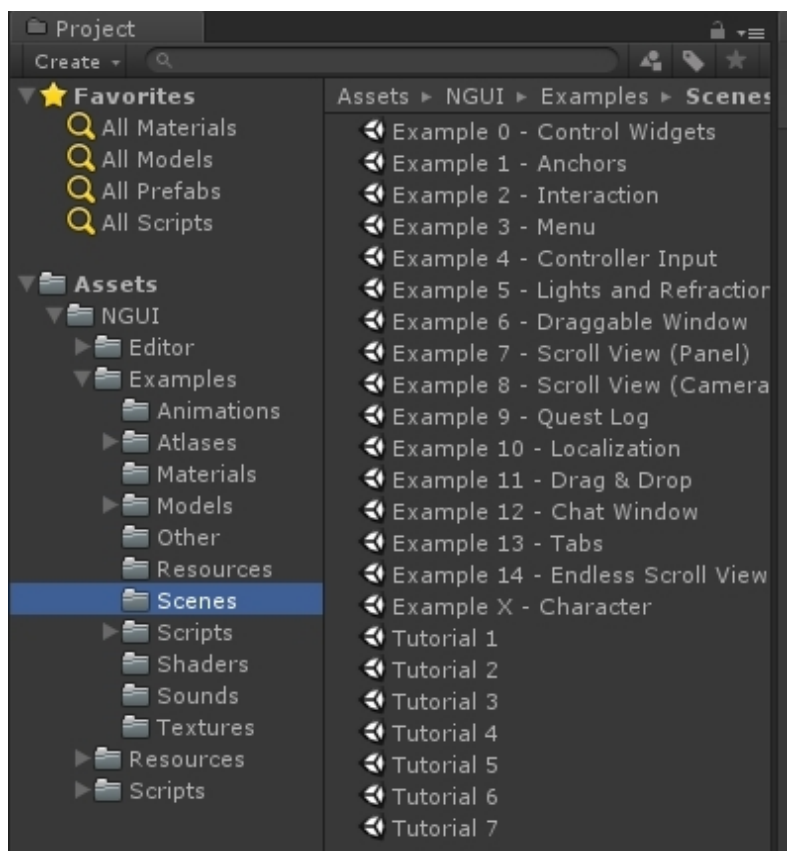 Project
Create
Favorites
All Materials
All Models
All Prefabs
All Scripts
Assets
NGUI
Editor
Examples
Animations
Atlases
Materials
Models
Other
Resources
Scenes
Scripts
Shaders
Sounds
Textures
Resources
Scripts
Assets ▸ NGUI ▸ Examples ▸ Scenes
Example 0 - Control Widgets
Example 1 - Anchors
Example 2 - Interaction
Example 3 - Menu
Example 4 - Controller Input
Example 5 - Lights and Refraction
Example 6 - Draggable Window
Example 7 - Scroll View (Panel)
Example 8 - Scroll View (Camera
Example 9 - Quest Log
Example 10 - Localization
Example 11 - Drag & Drop
Example 12 - Chat Window
Example 13 - Tabs
Example 14 - Endless Scroll View
Example X - Character
Tutorial 1
Tutorial 2
Tutorial 3
Tutorial 4
Tutorial 5
Tutorial 6
Tutorial 7